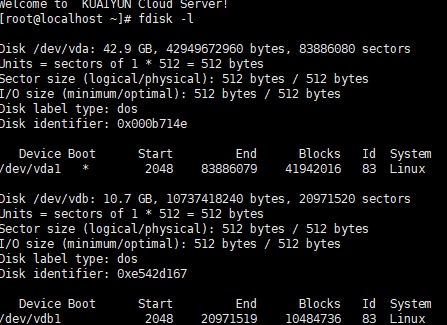 Welcome to  KUAIYUN Cloud Server!
[root@localhost ~]# fdisk -l
Disk /dev/vda: 42.9 GB, 42949672960 bytes, 83886080 sectors
Units = sectors of 1 * 512 = 512 bytes
Sector size (logical/physical): 512 bytes / 512 bytes
I/O size (minimum/optimal): 512 bytes / 512 bytes
Disk label type: dos
Disk identifier: 0x000b714e
Device Boot      Start         End      Blocks   Id  System
/dev/vda1   *        2048    83886079    41942016   83  Linux
Disk /dev/vdb: 10.7 GB, 10737418240 bytes, 20971520 sectors
Units = sectors of 1 * 512 = 512 bytes
Sector size (logical/physical): 512 bytes / 512 bytes
I/O size (minimum/optimal): 512 bytes / 512 bytes
Disk label type: dos
Disk identifier: 0xe542d167
Device Boot      Start         End      Blocks   Id  System
/dev/vdb1            2048    20971519    10484736   83  Linux